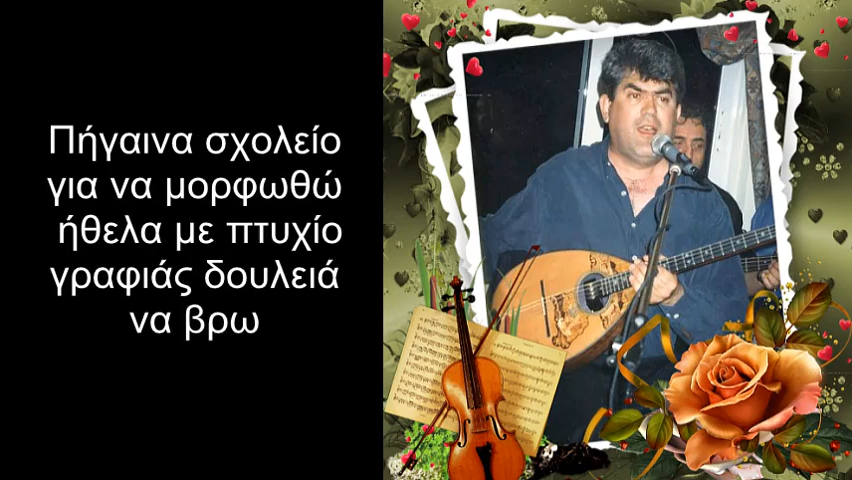 Πήγαινα σχολείο
για να μορφωθώ
ήθελα με πτυχίο
γραφιάς δουλειά
να βρω